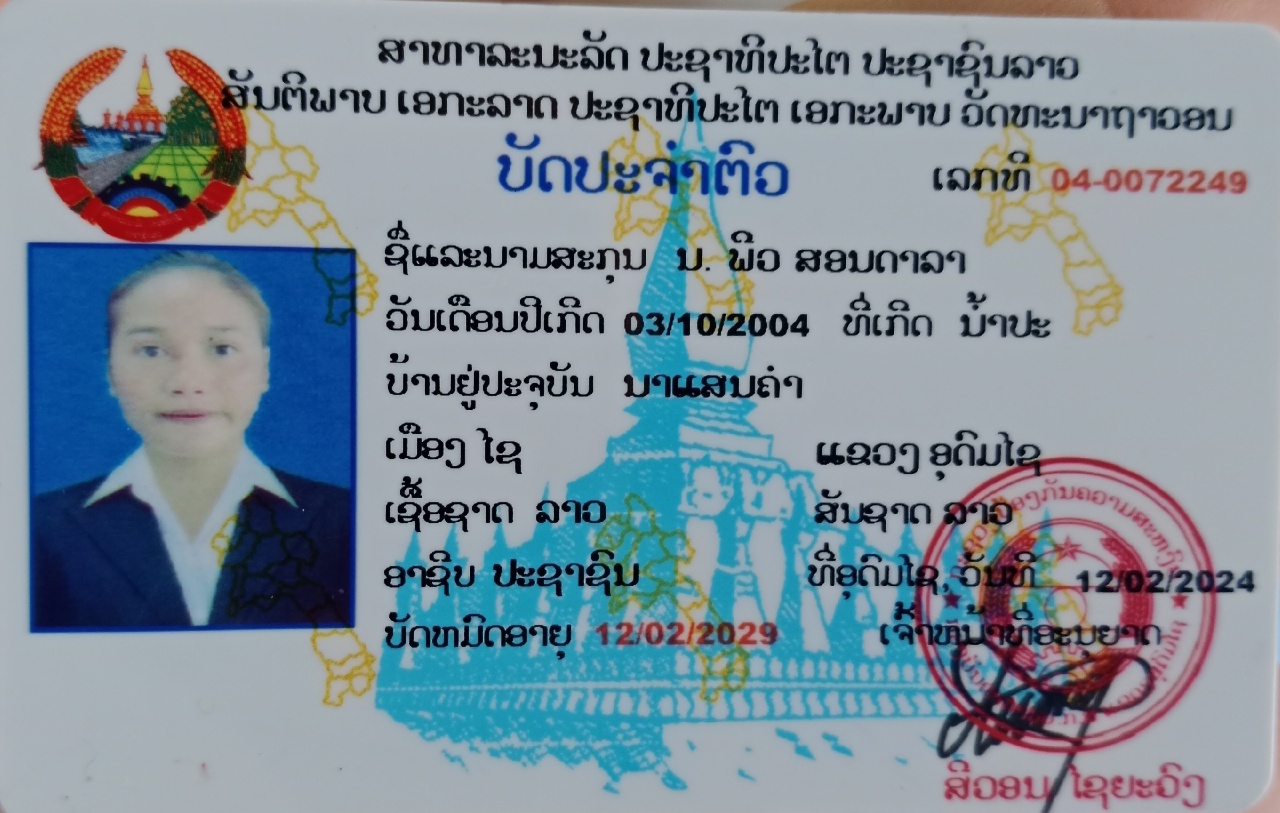 ສາທາລະນະລັດ ປະຊາທິປະໄຕ ປະຊາຊົນລາວ
ສັນຕິພາບ ເອກະລາດ ປະຊາທິປະໄຕ ເອກະພາບ ວັດທະນາຖາວອນ
ບັດປະຈຳຕົວ
ເລກທີ 04-0072249
ຊື່ແລະນາມສະກຸນ ນ. ພິວ ສອນດາລາ
ວັນເດືອນປີເກີດ 03/10/2004 ທີ່ເກີດ ນ້ຳປະ
ບ້ານຢູ່ປະຈຸບັນ ນາແສນຄຳ
ເມືອງ ໄຊ ແຂວງ ອຸດົມໄຊ
ເຊື້ອຊາດ ລາວ ສັນຊາດ ລາວ
ອາຊີບ ປະຊາຊົນ ທີ່ອຸດົມໄຊ, ວັນທີ 12/02/2024
ບັດຫມົດອາຍຸ 12/02/2029 ເຈົ້າຫນ້າທີ່ອະນຸຍາດ
ສີວອນ ໄຊຍະວົງ